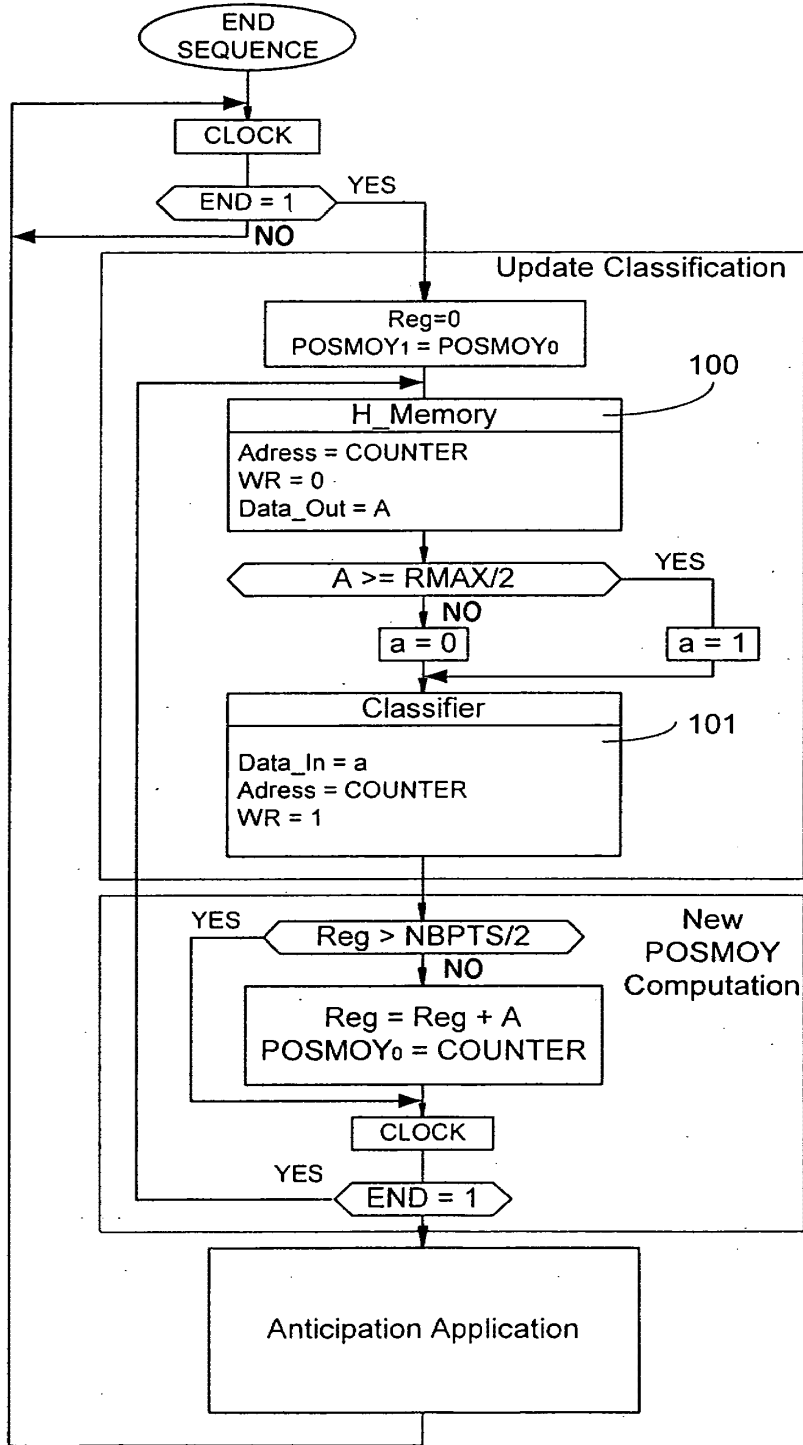 END
SEQUENCE
CLOCK
END = 1
YES
NO
Update Classification
Reg=0
POSMOY1 = POSMOY0
100
H_Memory
Adress = COUNTER
WR = 0
Data_Out = A
A >= RMAX/2
YES
NO
a = 0
a = 1
Classifier
101
Data_In = a
Adress = COUNTER
WR = 1
YES
Reg > NBPTS/2
NO
New
POSMOY
Computation
Reg = Reg + A
POSMOY0 = COUNTER
CLOCK
YES
END = 1
Anticipation Application